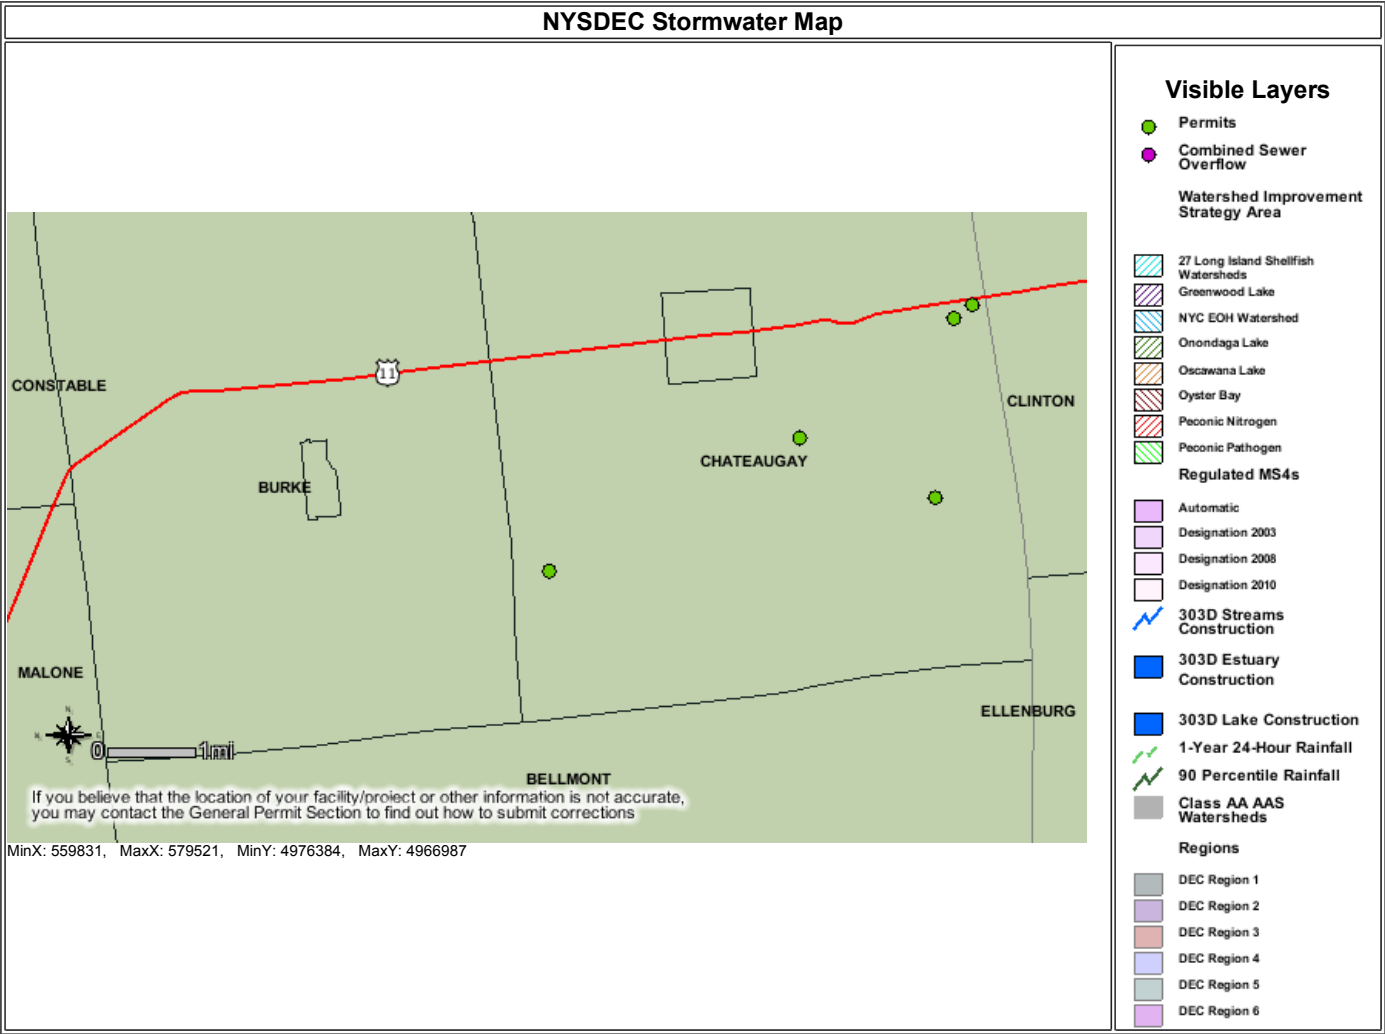 NYSDEC Stormwater Map
CONSTABLE
11
CLINTON
CHATEAUGAY
BURKE
MALONE
ELLENBURG
N
0 1mi
BELLMONT
If you believe that the location of your facility/project or other information is not accurate,
you may contact the General Permit Section to find out how to submit corrections
MinX: 559831, MaxX: 579521, MinY: 4976384, MaxY: 4966987
Visible Layers
Permits
Combined Sewer
Overflow
Watershed Improvement
Strategy Area
27 Long Island Shellfish
Watersheds
Greenwood Lake
NYC EOH Watershed
Onondaga Lake
Oscawana Lake
Oyster Bay
Peconic Nitrogen
Peconic Pathogen
Regulated MS4s
Automatic
Designation 2003
Designation 2008
Designation 2010
303D Streams
Construction
303D Estuary
Construction
303D Lake Construction
1-Year 24-Hour Rainfall
90 Percentile Rainfall
Class AA AAS
Watersheds
Regions
DEC Region 1
DEC Region 2
DEC Region 3
DEC Region 4
DEC Region 5
DEC Region 6